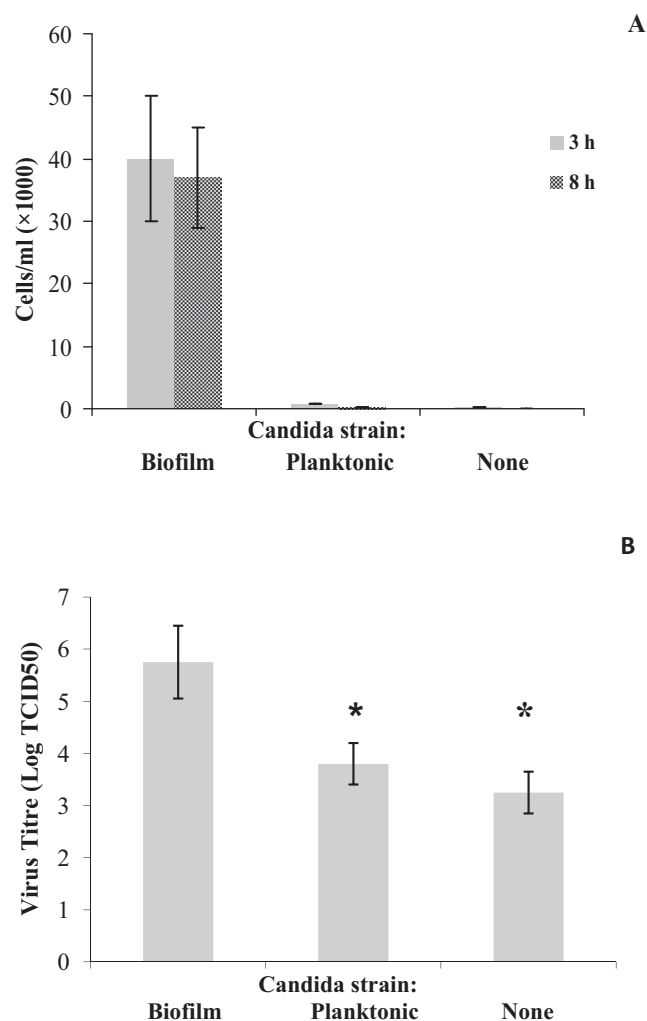 A
60
50
40
30
20
10
0
Cells/ml (×1000)
3 h
8 h
Candida strain:
Biofilm Planktonic None
B
7
6
5
4
3
2
1
0
Virus Titre (Log TCID50)
* *
Candida strain:
Biofilm Planktonic None